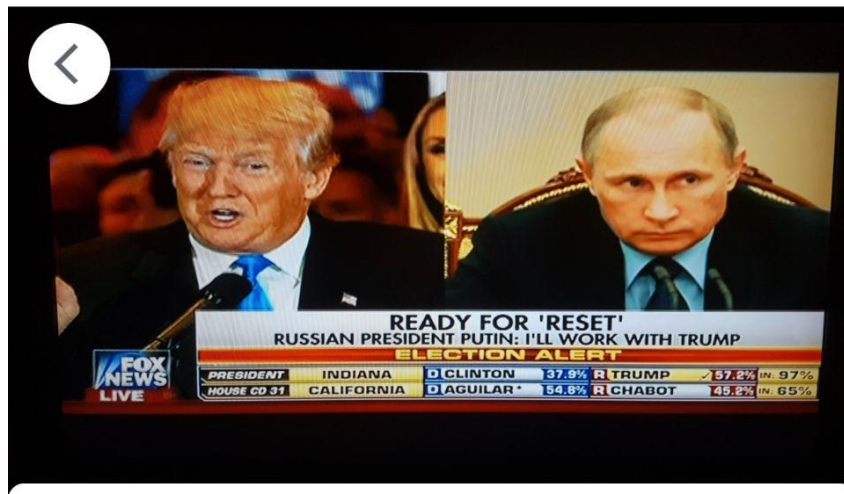 READY FOR 'RESET'
RUSSIAN PRESIDENT PUTIN: I'LL WORK WITH TRUMP
ELECTION ALERT
FOX
NEWS
LIVE
PRESIDENT INDIANA D CLINTON 37.9% R TRUMP ✓57.2% IN: 97%
HOUSE CD 31 CALIFORNIA D AGUILAR* 54.8% R CHABOT 45.2% IN: 65%